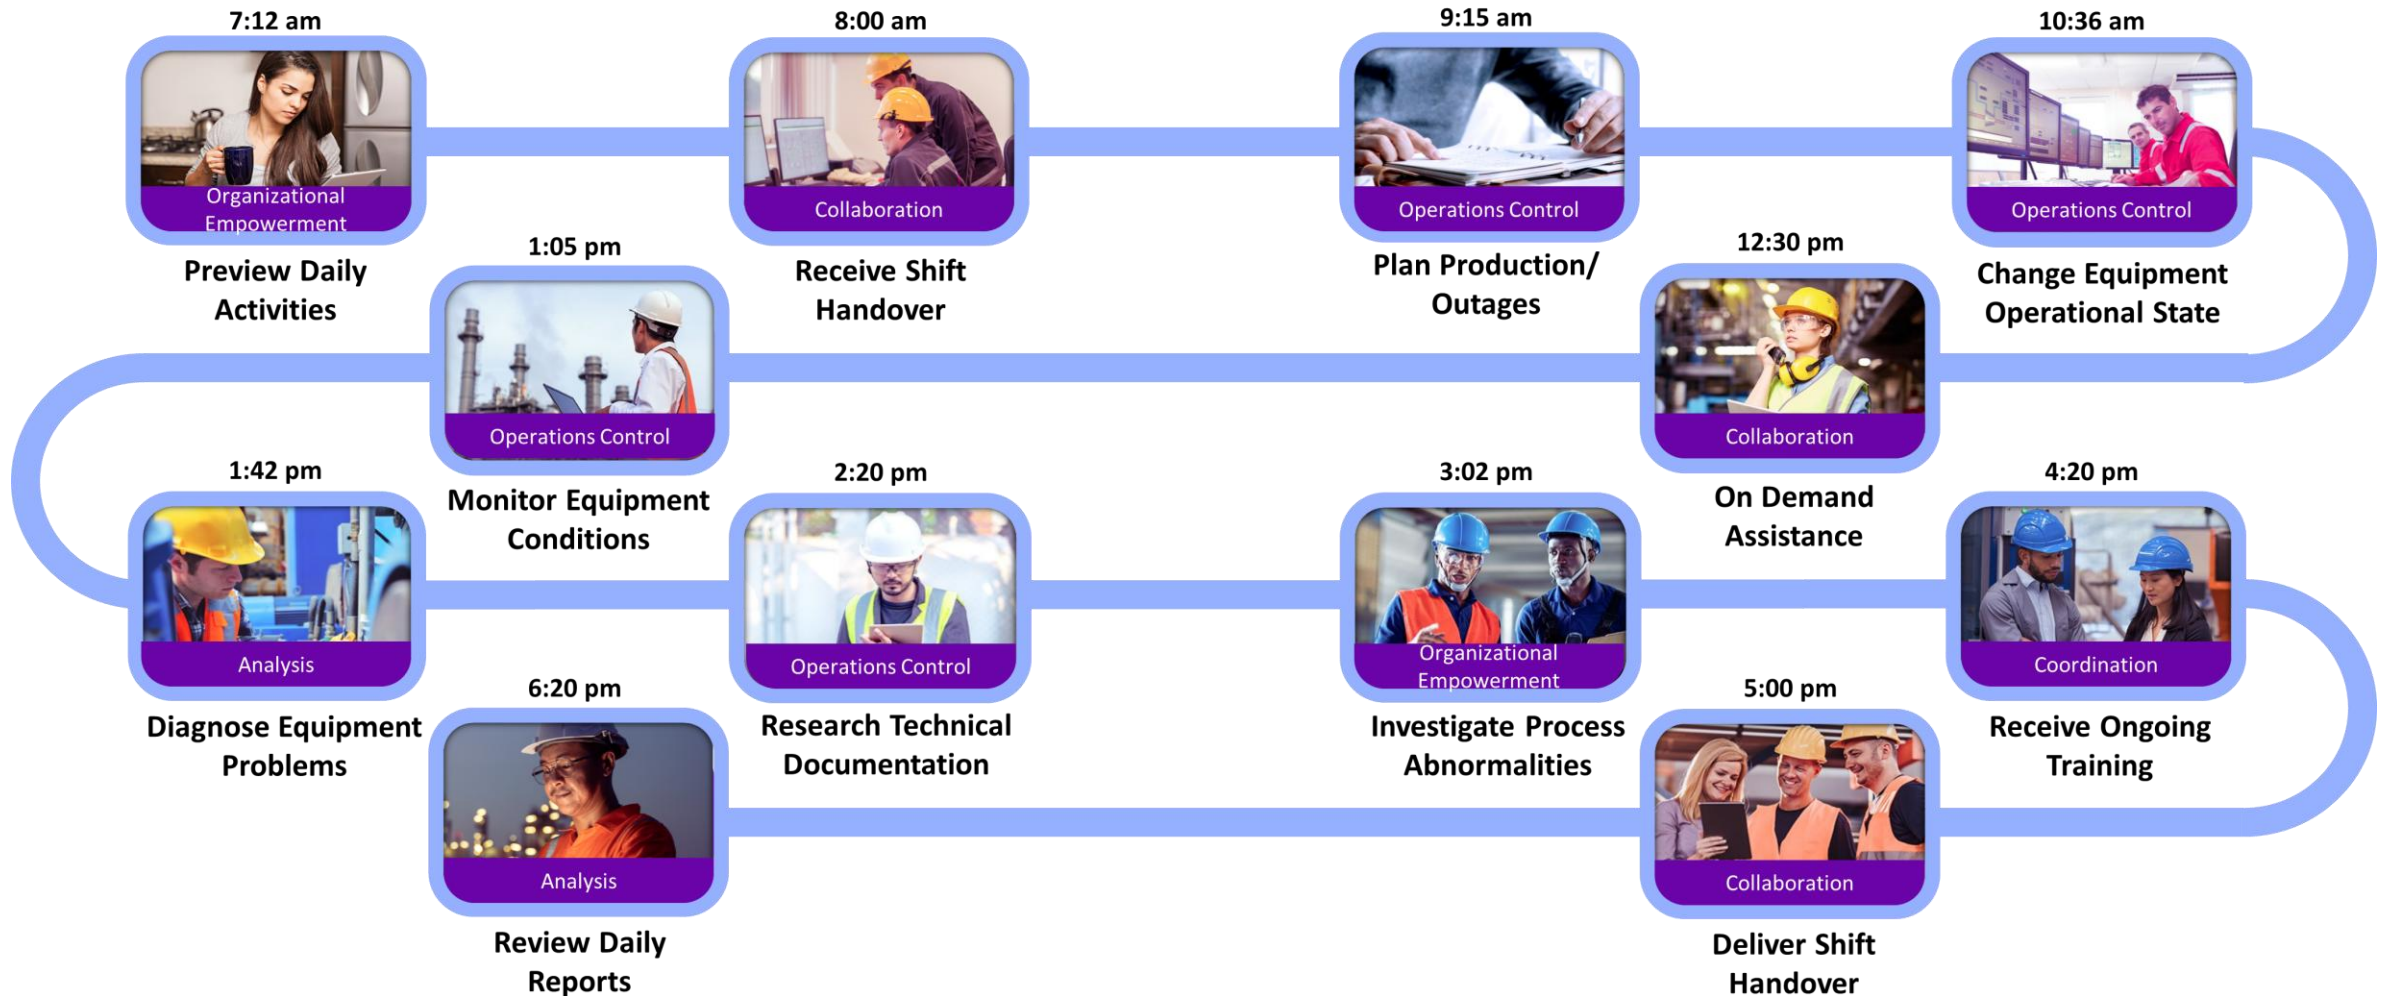 7:12 am
Organizational
Empowerment
Preview Daily
Activities
8:00 am
Collaboration
Receive Shift
Handover
9:15 am
Operations Control
Plan Production/
Outages
10:36 am
Operations Control
Change Equipment
Operational State
12:30 pm
Collaboration
On Demand
Assistance
1:05 pm
Operations Control
Monitor Equipment
Conditions
1:42 pm
Analysis
Diagnose Equipment
Problems
2:20 pm
Operations Control
Research Technical
Documentation
3:02 pm
Organizational
Empowerment
Investigate Process
Abnormalities
4:20 pm
Coordination
Receive Ongoing
Training
5:00 pm
Collaboration
Deliver Shift
Handover
6:20 pm
Analysis
Review Daily
Reports